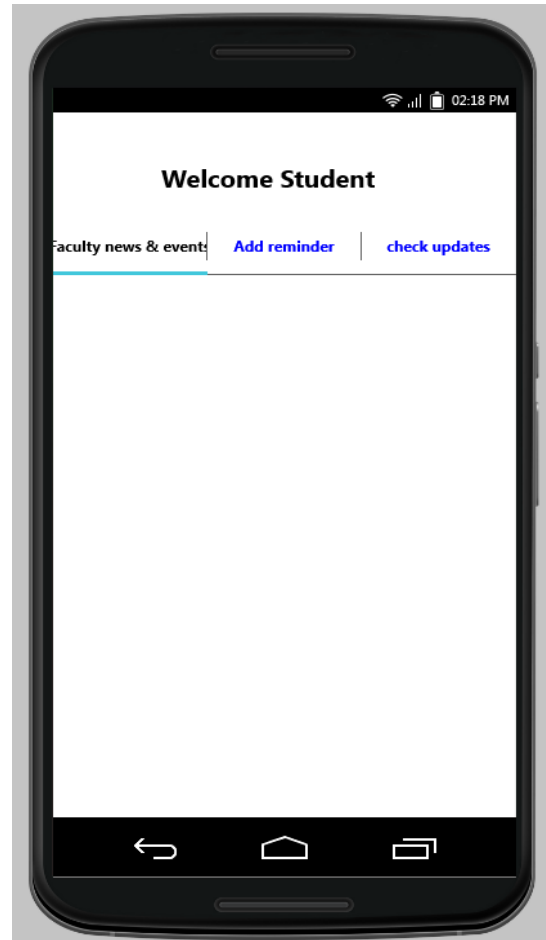 02:18 PM
Welcome Student
Faculty news & events Add reminder check updates